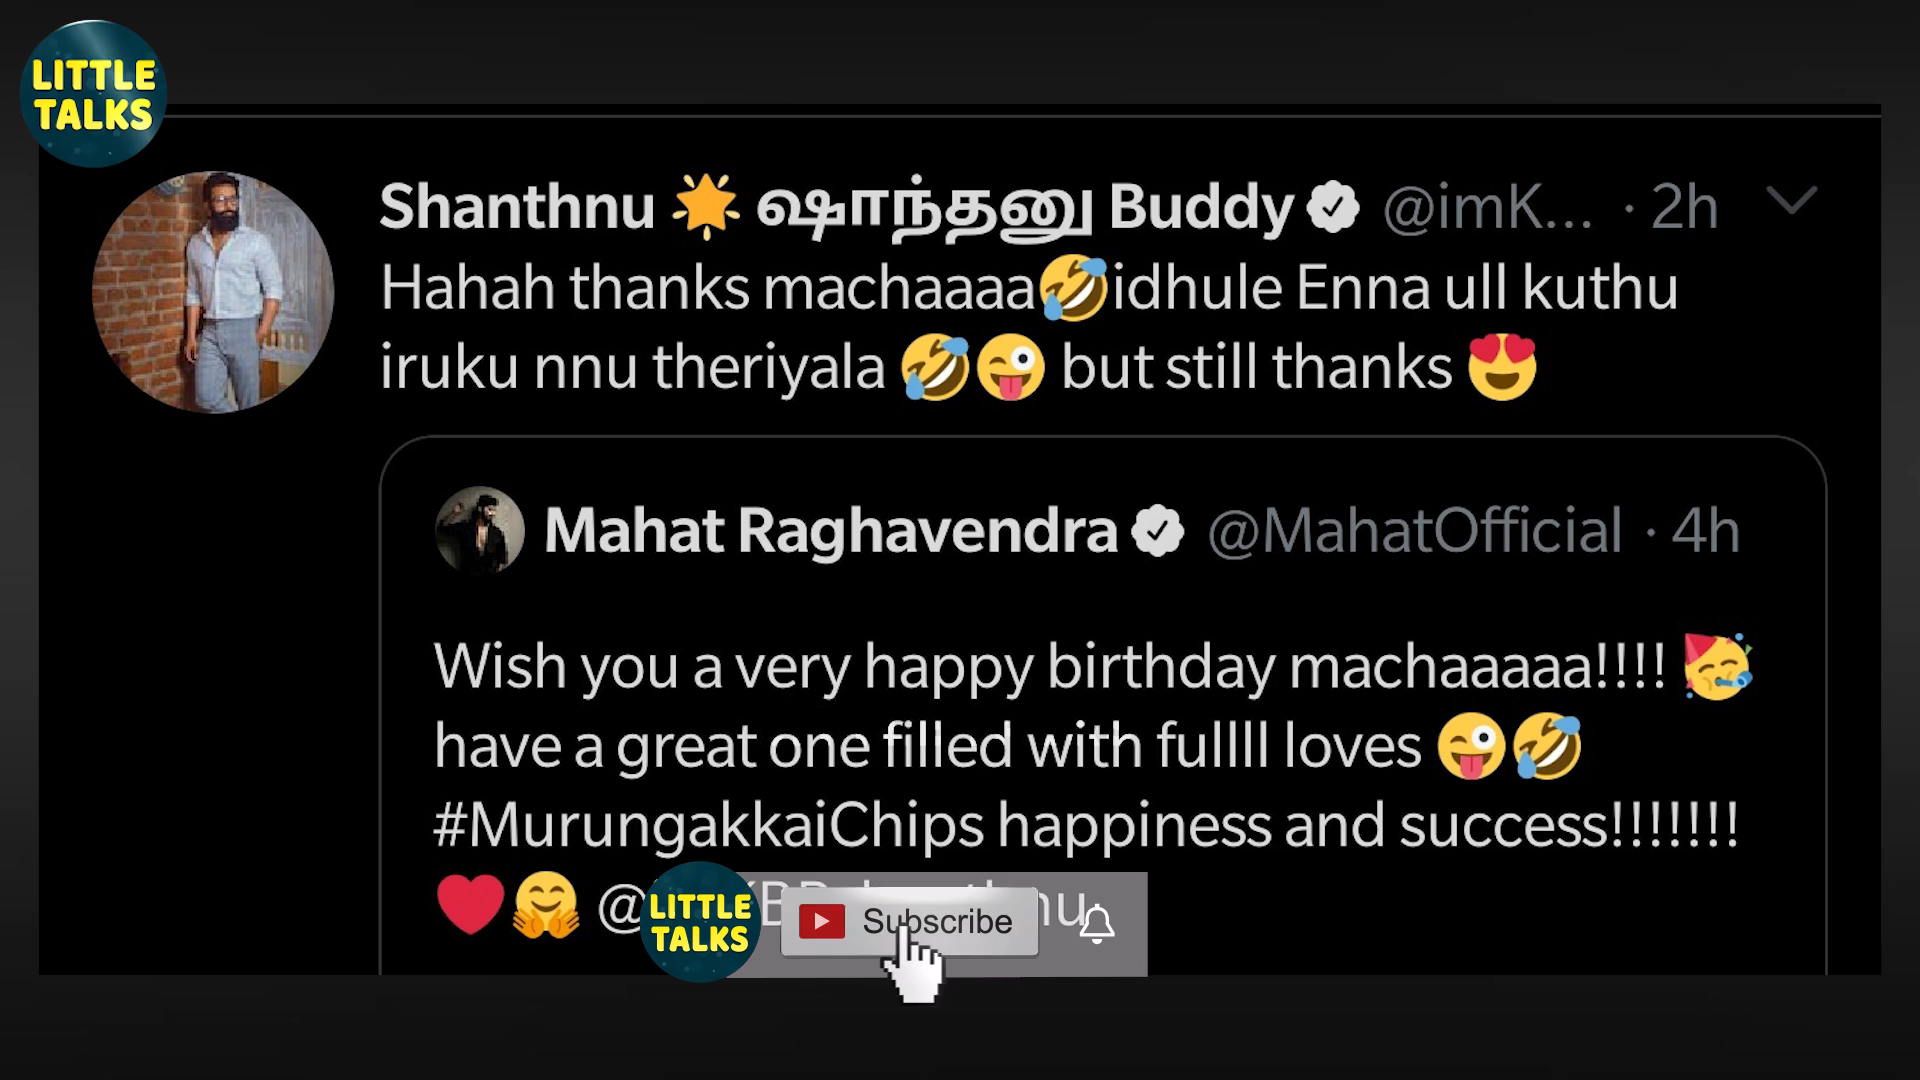 LITTLE
TALKS
Shanthnu 🌟 ஷாந்தனு Buddy @imK... · 2h
Hahah thanks machaaaa🤣idhule Enna ull kuthu
iruku nnu theriyala 🤣😜 but still thanks 😍
Mahat Raghavendra @MahatOfficial · 4h
Wish you a very happy birthday machaaaaa!!!! 🥳
have a great one filled with fullll loves 😜🤣
#MurungakkaiChips happiness and success!!!!!!!
❤️🤗
LITTLE
TALKS
Subscribe